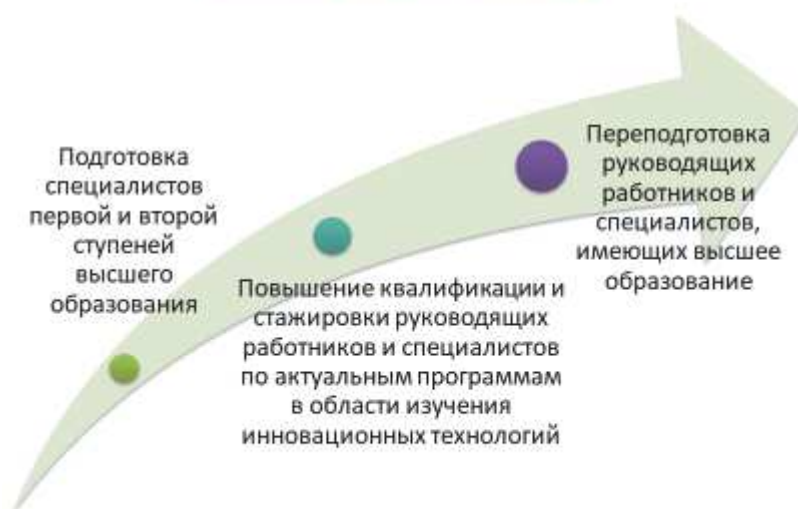 Подготовка
специалистов
первой и второй
ступеней
высшего
образования
Повышение квалификации и
стажировки руководящих
работников и специалистов
по актуальным программам
в области изучения
инновационных технологий
Переподготовка
руководящих
работников и
специалистов,
имеющих высшее
образование